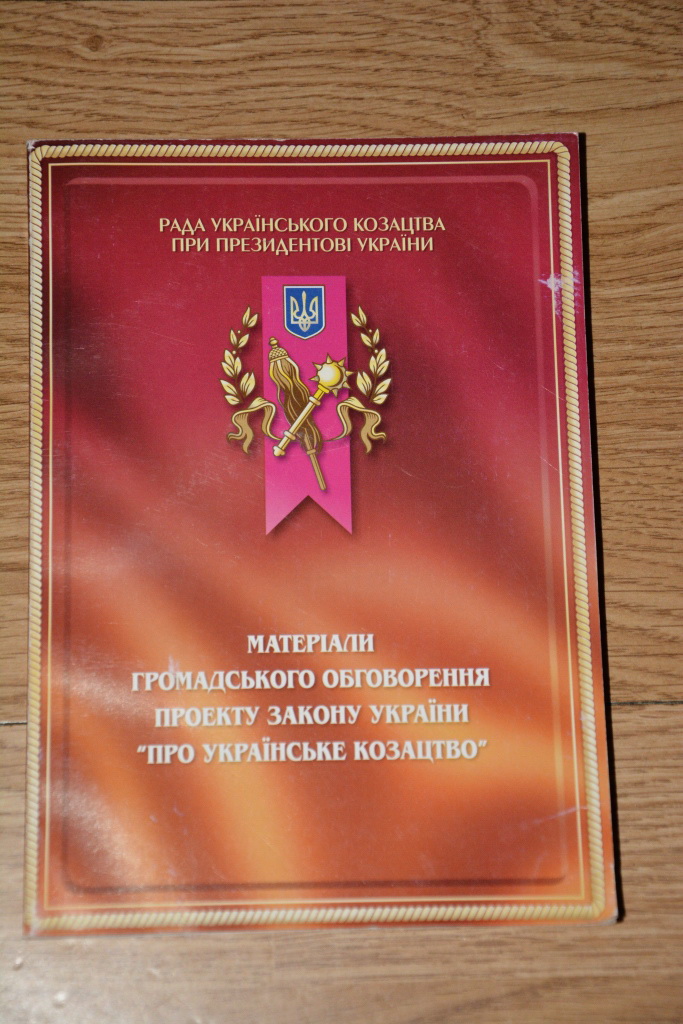 РАДА УКРАЇНСЬКОГО КОЗАЦТВА
ПРИ ПРЕЗИДЕНТОВІ УКРАЇНИ
МАТЕРІАЛИ
ГРОМАДСЬКОГО ОБГОВОРЕННЯ
ПРОЕКТУ ЗАКОНУ УКРАЇНИ
"ПРО УКРАЇНСЬКЕ КОЗАЦТВО"